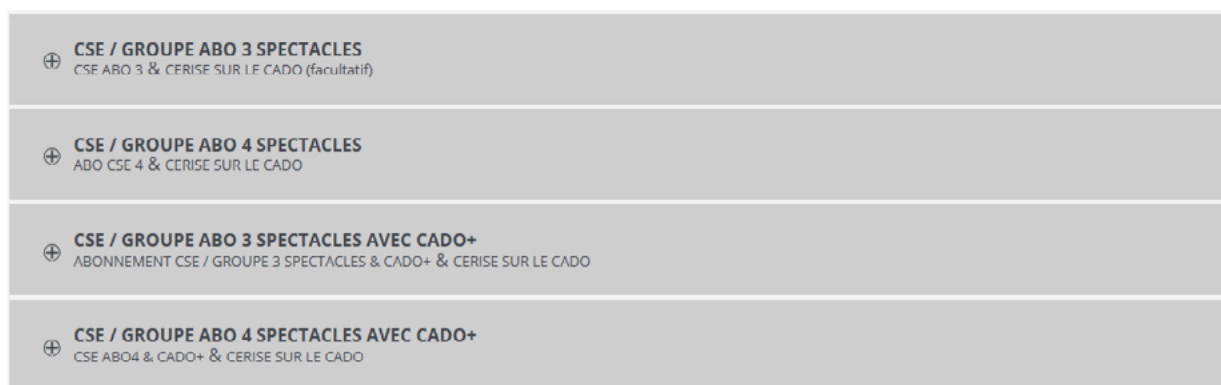 CSE / GROUPE ABO 3 SPECTACLES
CSE ABO 3 & CERISE SUR LE CADO (facultatif)
CSE / GROUPE ABO 4 SPECTACLES
ABO CSE 4 & CERISE SUR LE CADO
CSE / GROUPE ABO 3 SPECTACLES AVEC CADO+
ABONNEMENT CSE / GROUPE 3 SPECTACLES & CADO+ & CERISE SUR LE CADO
CSE / GROUPE ABO 4 SPECTACLES AVEC CADO+
CSE ABO4 & CADO+ & CERISE SUR LE CADO